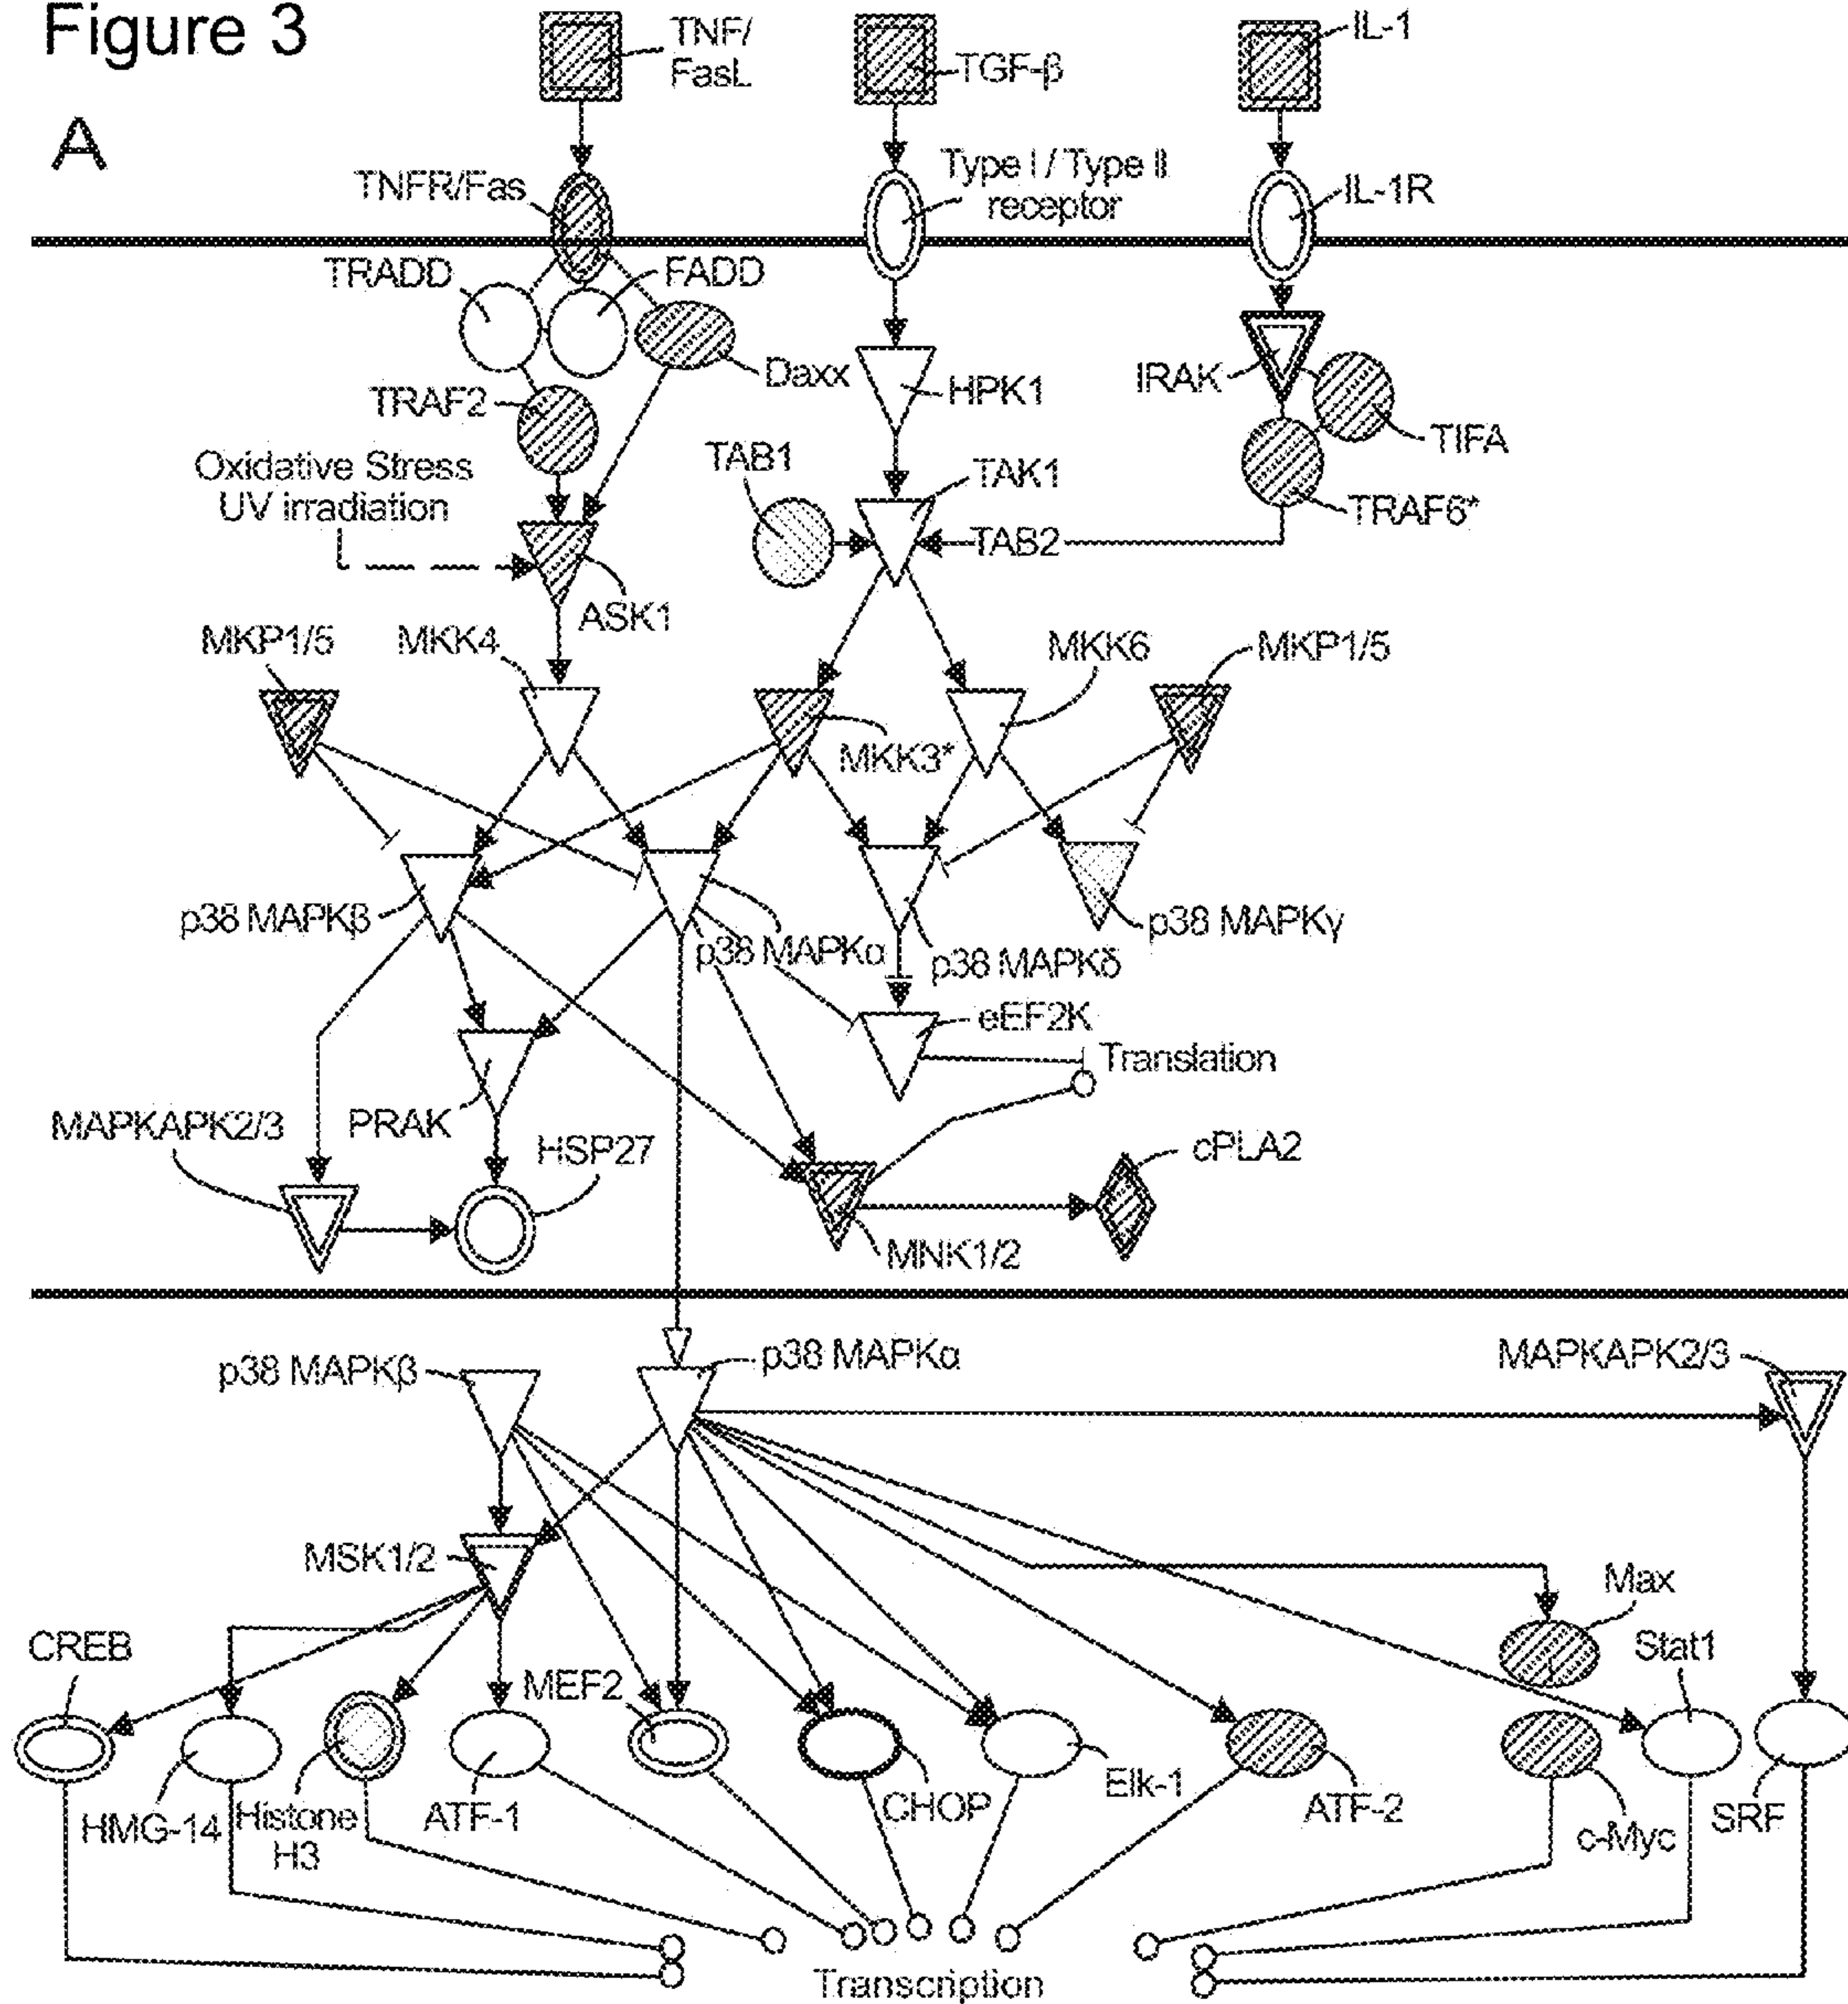 Figure 3
A
TNF/
FasL
TGF-β
IL-1
TNFR/Fas
Type I / Type II
receptor
IL-1R
TRADD
FADD
Daxx
HPK1
IRAK
TIFA
TRAF2
TAB1
TAK1
TRAF6*
Oxidative Stress
UV irradiation
TAB2
ASK1
MKP1/5
MKK4
MKK6
MKP1/5
MKK3*
p38 MAPKβ
p38 MAPKα
p38 MAPKδ
p38 MAPKγ
eEF2K
Translation
MAPKAPK2/3
PRAK
HSP27
cPLA2
MNK1/2
p38 MAPKβ
p38 MAPKα
MAPKAPK2/3
MSK1/2
Max
CREB
MEF2
Stat1
HMG-14
Histone
H3
ATF-1
CHOP
Elk-1
ATF-2
c-Myc
SRF
Transcription